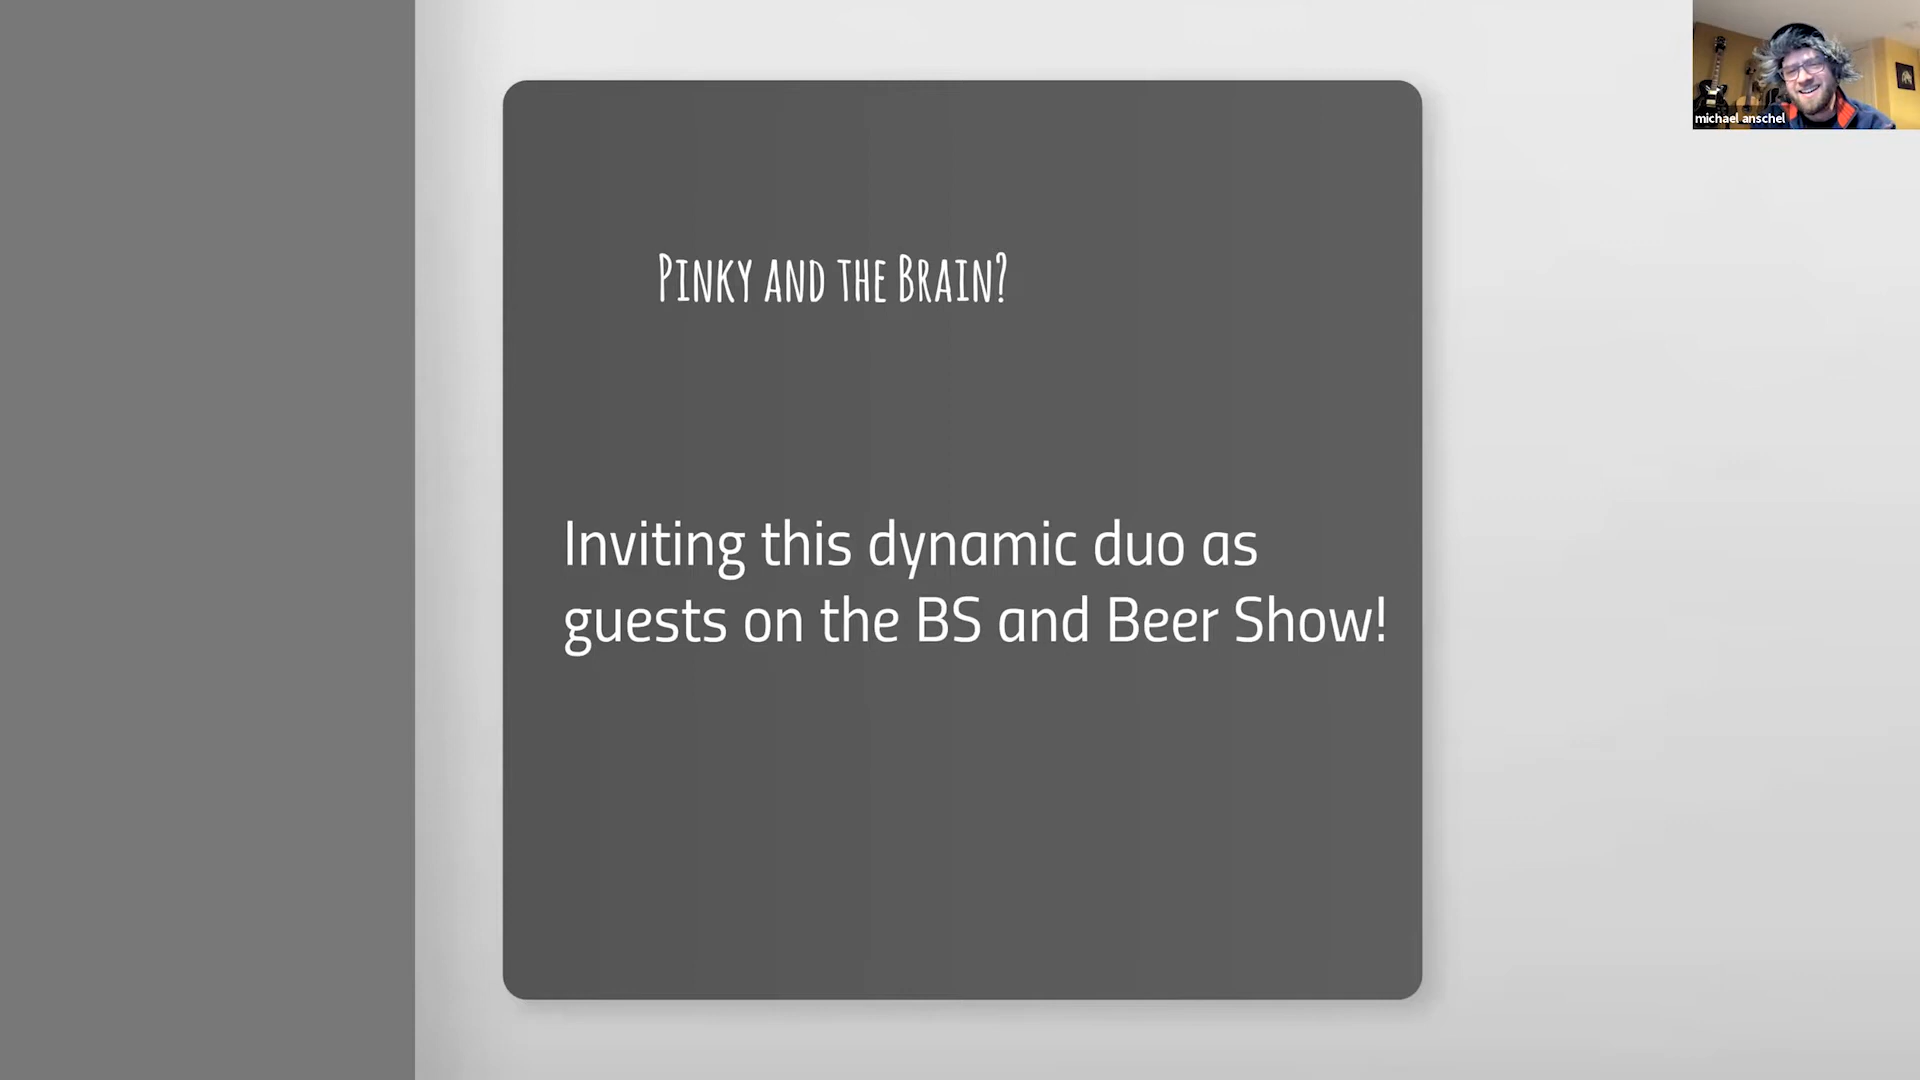 michael anschel
Pinky and the Brain?
Inviting this dynamic duo as
guests on the BS and Beer Show!